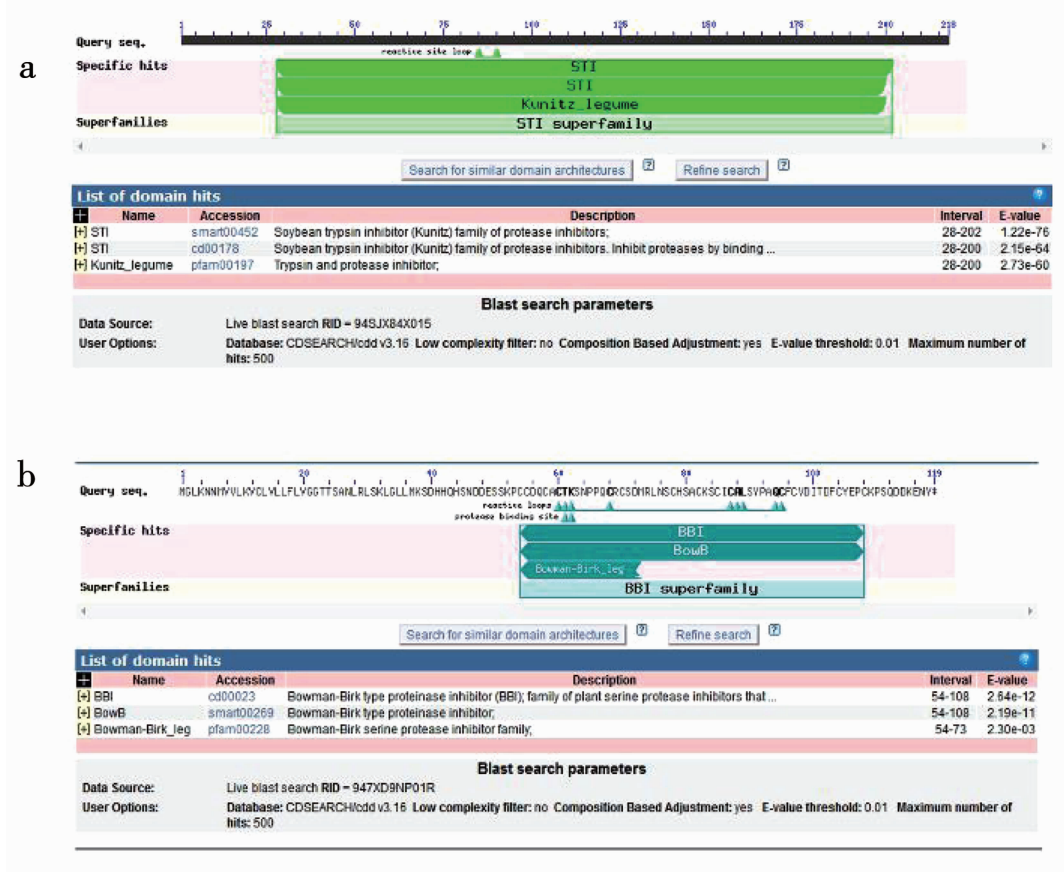 a
1 25 50 75 100 125 150 175 200 218
Query seq.
reactive site loop
Specific hits
STI
STI
Kunitz_legume
Superfamilies
STI superfamily
Search for similar domain architectures ? Refine search ?
List of domain hits ?
+ Name Accession Description Interval E-value
[+] STI smart00452 Soybean trypsin inhibitor (Kunitz) family of protease inhibitors; 28-202 1.22e-76
[+] STI cd00178 Soybean trypsin inhibitor (Kunitz) family of protease inhibitors. Inhibit proteases by binding ... 28-200 2.15e-64
[+] Kunitz_legume pfam00197 Trypsin and protease inhibitor; 28-200 2.73e-60
Blast search parameters
Data Source: Live blast search RID = 94SJX84X015
User Options: Database: CDSEARCH/cdd v3.16 Low complexity filter: no Composition Based Adjustment: yes E-value threshold: 0.01 Maximum number of
hits: 500
b
1 20 40 60 80 100 119
Query seq.
reactive loops
protease binding site
Specific hits
BBI
BowB
Bowman-Birk_leg
Superfamilies
BBI superfamily
Search for similar domain architectures ? Refine search ?
List of domain hits ?
+ Name Accession Description Interval E-value
[+] BBI cd00023 Bowman-Birk type proteinase inhibitor (BBI); family of plant serine protease inhibitors that ... 54-108 2.64e-12
[+] BowB smart00269 Bowman-Birk type proteinase inhibitor; 54-108 2.19e-11
[+] Bowman-Birk_leg pfam00228 Bowman-Birk serine protease inhibitor family; 54-73 2.30e-03
Blast search parameters
Data Source: Live blast search RID = 947XD9NP01R
User Options: Database: CDSEARCH/cdd v3.16 Low complexity filter: no Composition Based Adjustment: yes E-value threshold: 0.01 Maximum number of
hits: 500